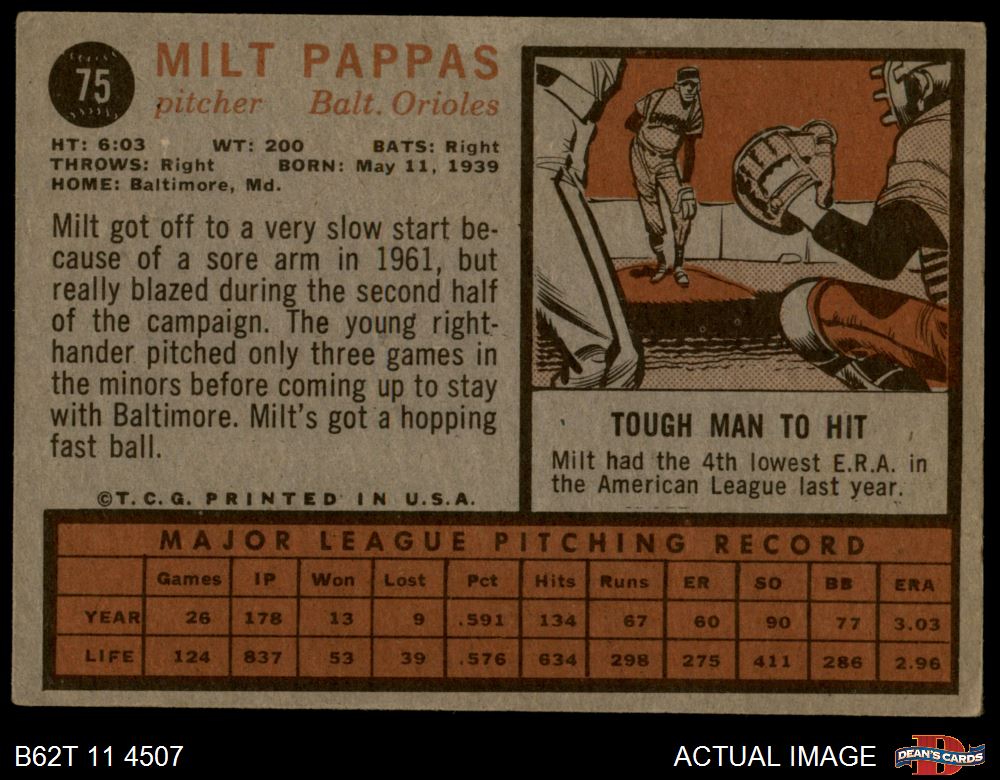 75
MILT PAPPAS
pitcher Balt. Orioles
HT: 6:03 WT: 200 BATS: Right
THROWS: Right BORN: May 11, 1939
HOME: Baltimore, Md.
Milt got off to a very slow start be-
cause of a sore arm in 1961, but
really blazed during the second half
of the campaign. The young right-
hander pitched only three games in
the minors before coming up to stay
with Baltimore. Milt's got a hopping
fast ball.
©T.C.G. PRINTED IN U.S.A.
TOUGH MAN TO HIT
Milt had the 4th lowest E.R.A. in
the American League last year.
MAJOR LEAGUE PITCHING RECORD
Games IP Won Lost Pct Hits Runs ER SO BB ERA
YEAR 26 178 13 9 .591 134 67 60 90 77 3.03
LIFE 124 837 53 39 .576 634 298 275 411 286 2.96
B62T 11 4507 ACTUAL IMAGE DEAN'S CARDS